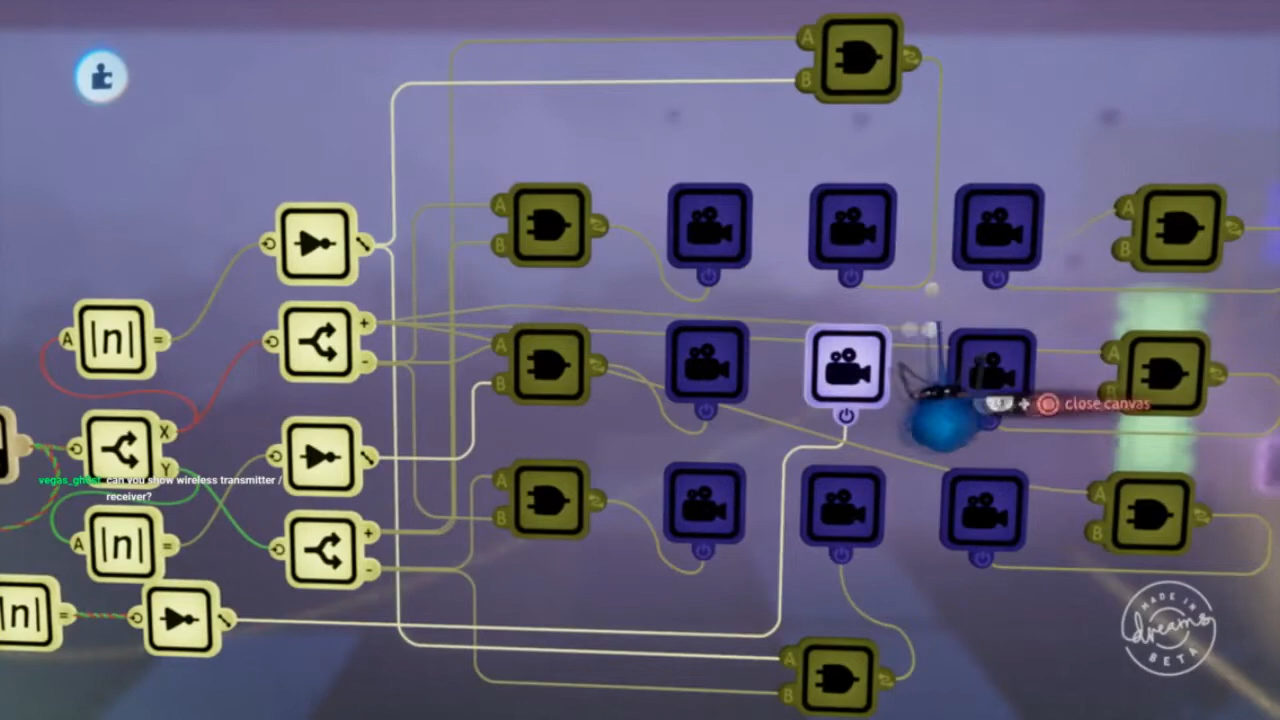 A
B
A
B
A
B
|n|
A
=
+
-
A
B
A
B
close canvas
X
Y
vegas_ghost can you show wireless transmitter /
receiver?
A
B
A
B
|n|
A
=
+
-
|n|
=
MADE IN
dreams
BETA
A
B